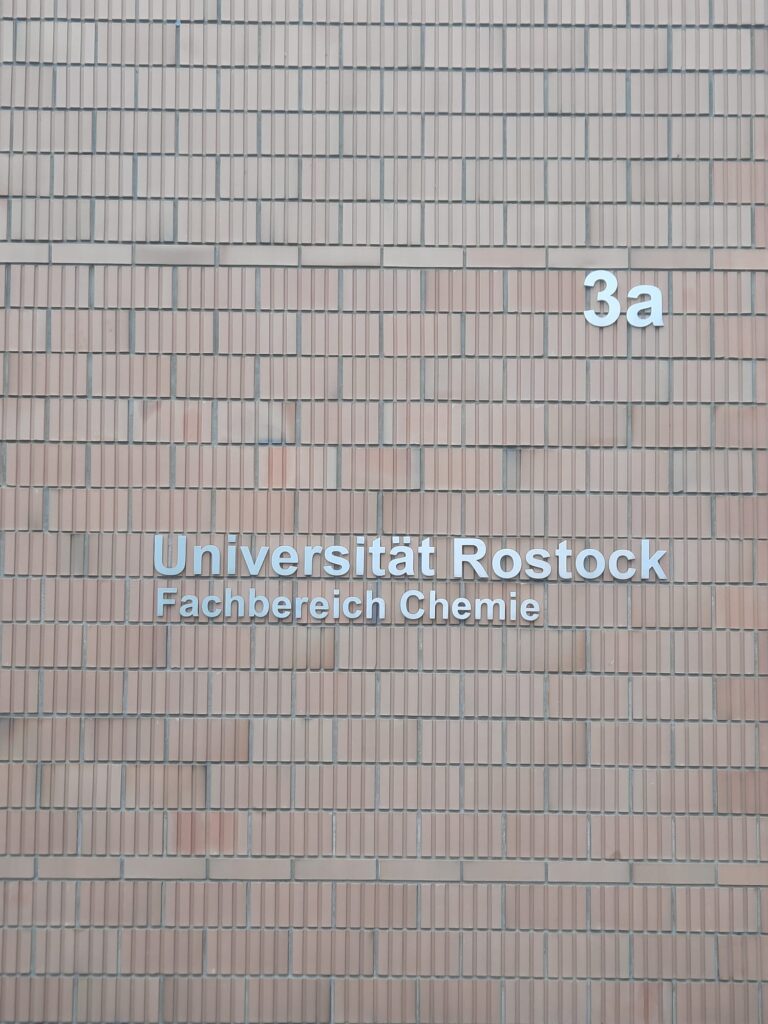 3a
Universität Rostock
Fachbereich Chemie